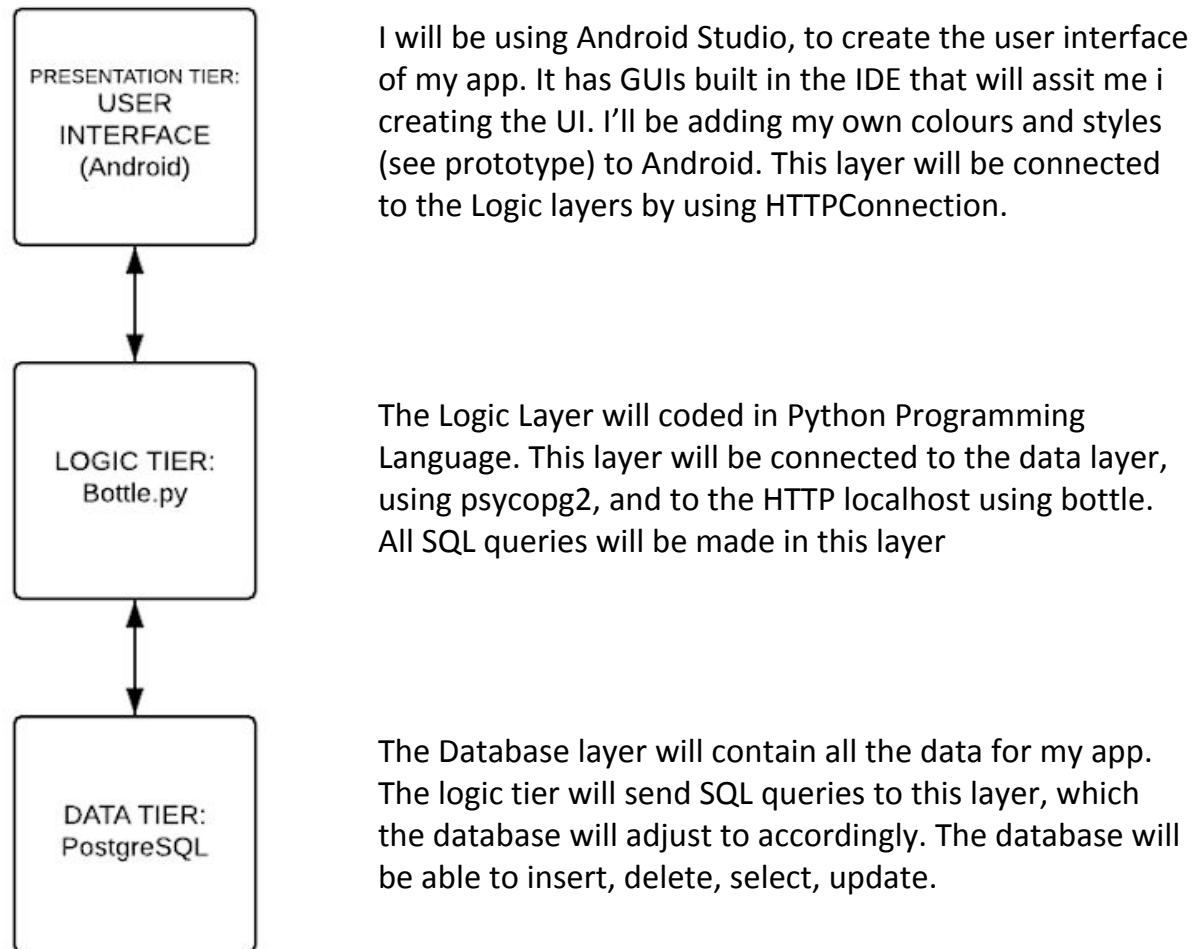 PRESENTATION TIER:
USER
INTERFACE
(Android)
I will be using Android Studio, to create the user interface
of my app. It has GUIs built in the IDE that will assit me i
creating the UI. I’ll be adding my own colours and styles
(see prototype) to Android. This layer will be connected
to the Logic layers by using HTTPConnection.
LOGIC TIER:
Bottle.py
The Logic Layer will coded in Python Programming
Language. This layer will be connected to the data layer,
using psycopg2, and to the HTTP localhost using bottle.
All SQL queries will be made in this layer
DATA TIER:
PostgreSQL
The Database layer will contain all the data for my app.
The logic tier will send SQL queries to this layer, which
the database will adjust to accordingly. The database will
be able to insert, delete, select, update.